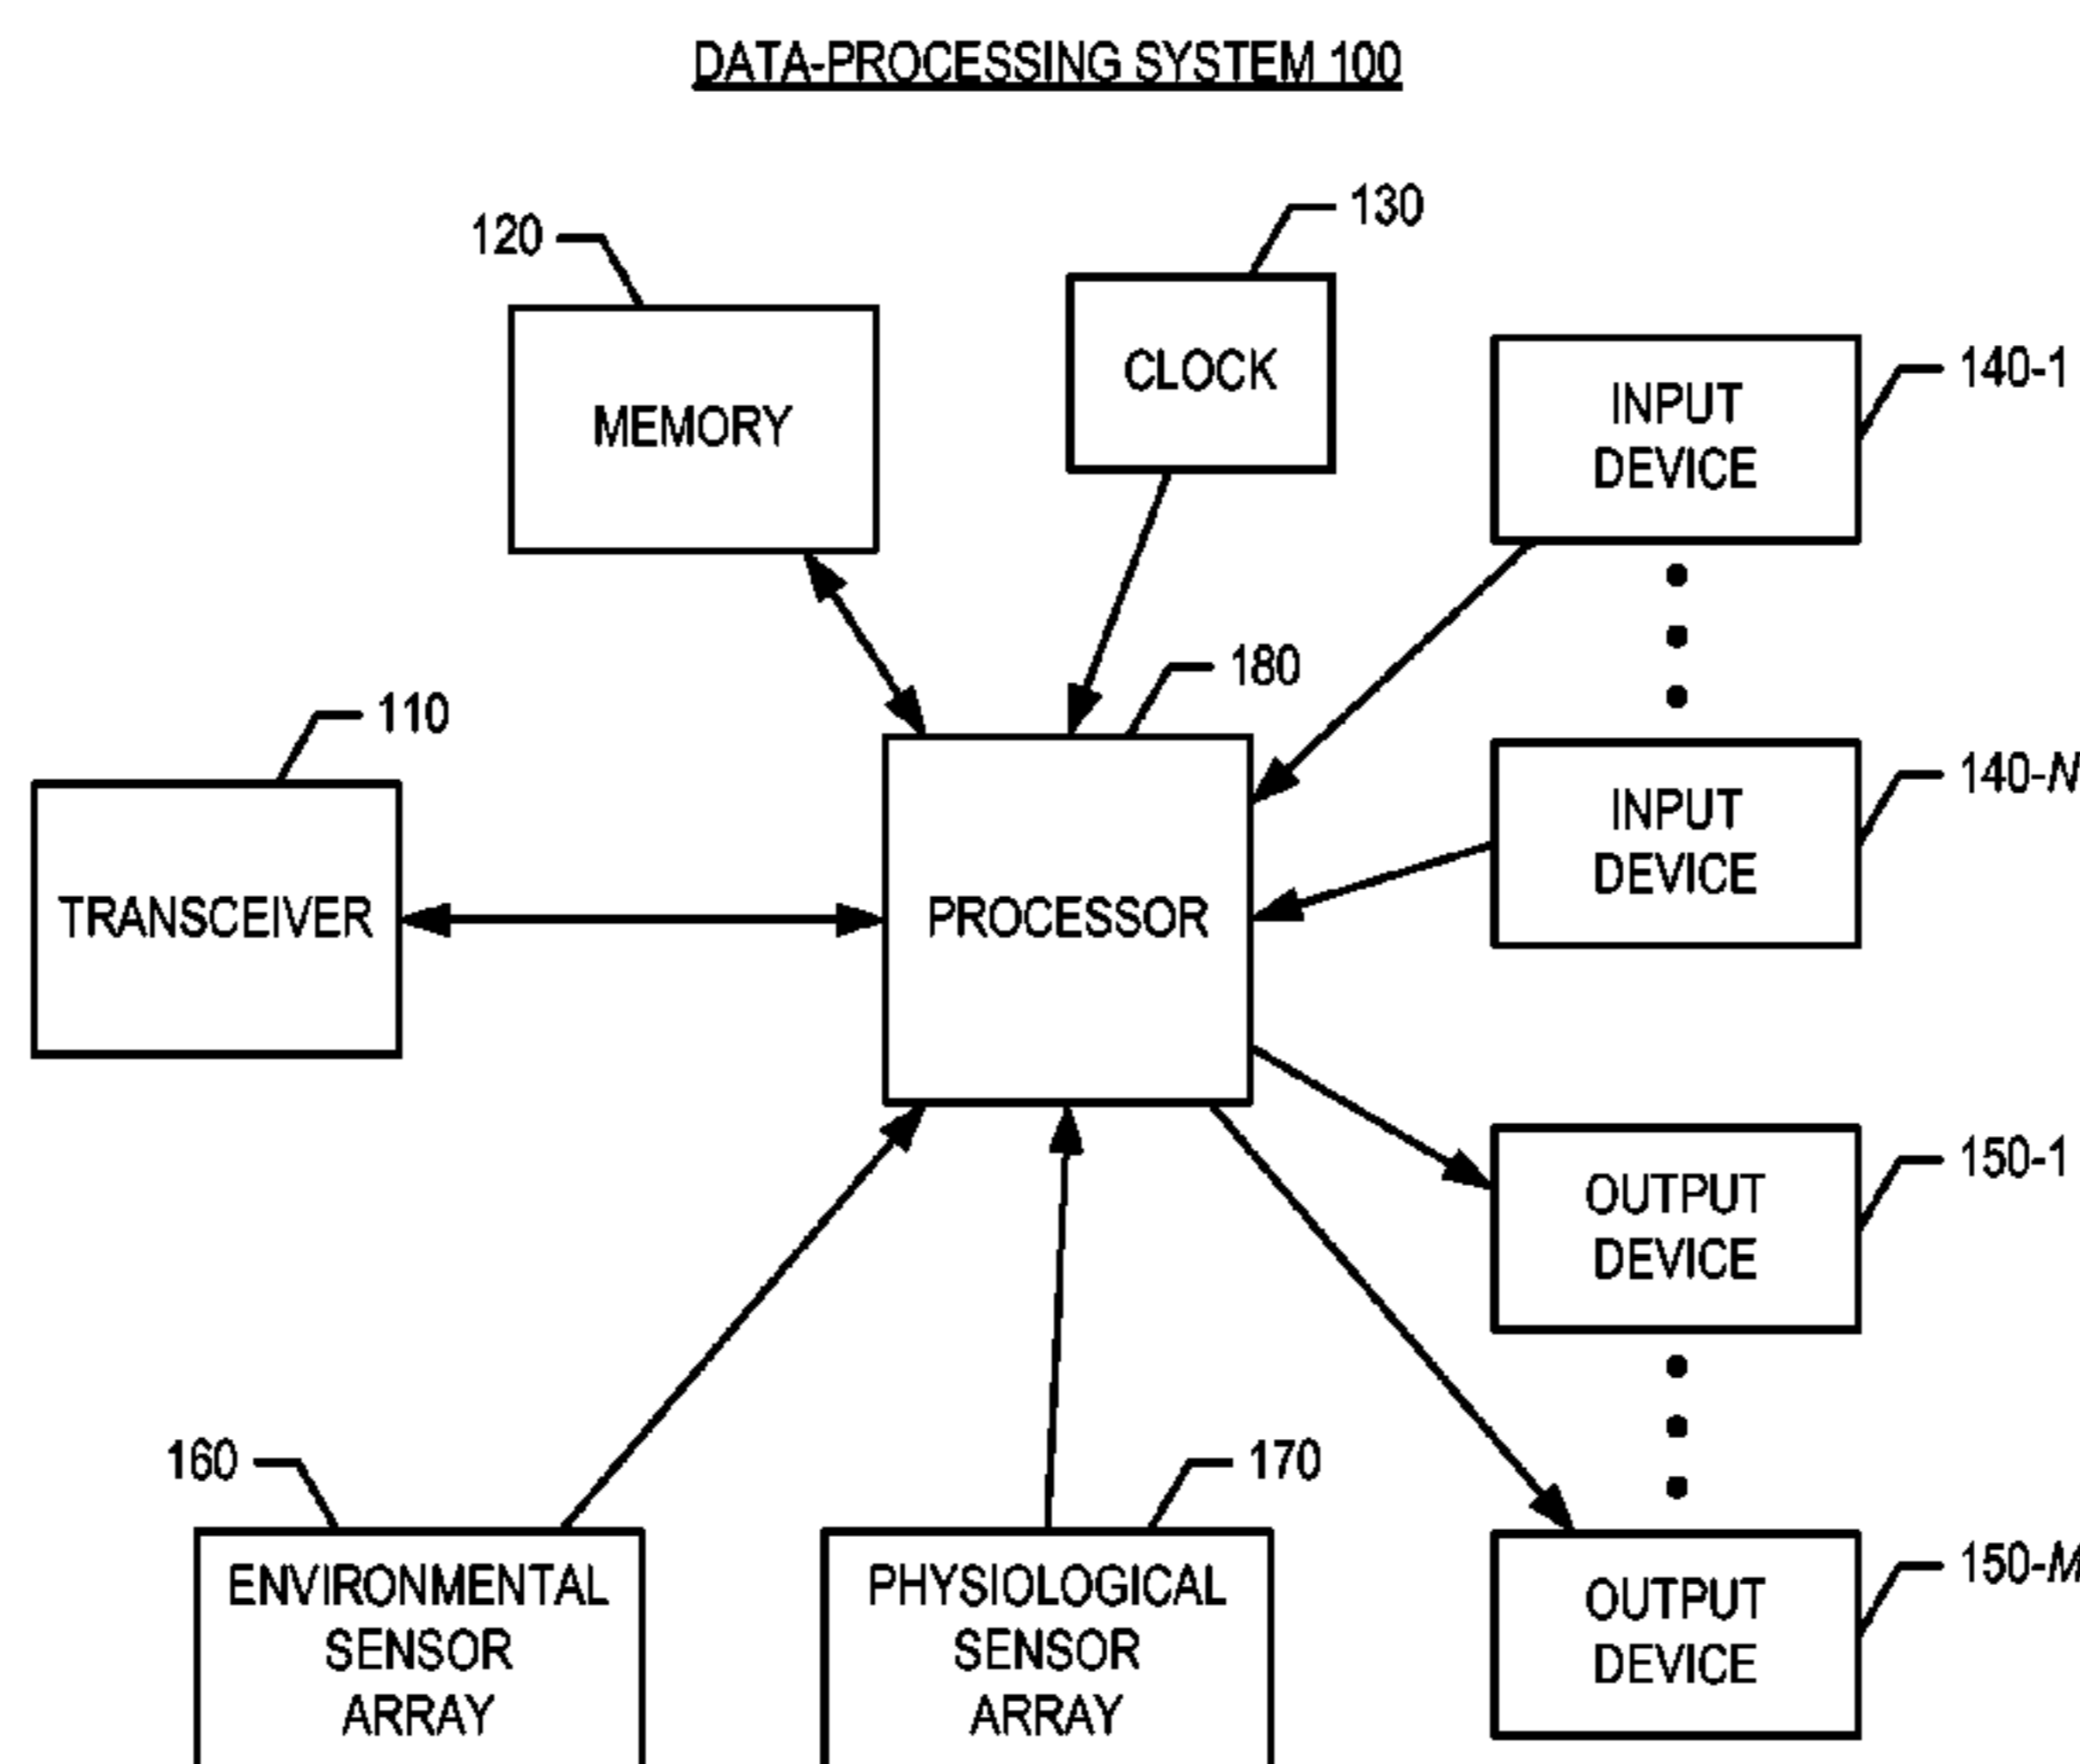 DATA-PROCESSING SYSTEM 100
120
130
MEMORY
CLOCK
140-1
INPUT
DEVICE
180
110
140-N
INPUT
DEVICE
TRANSCEIVER
PROCESSOR
150-1
OUTPUT
DEVICE
160
170
150-M
ENVIRONMENTAL
SENSOR
ARRAY
PHYSIOLOGICAL
SENSOR
ARRAY
OUTPUT
DEVICE